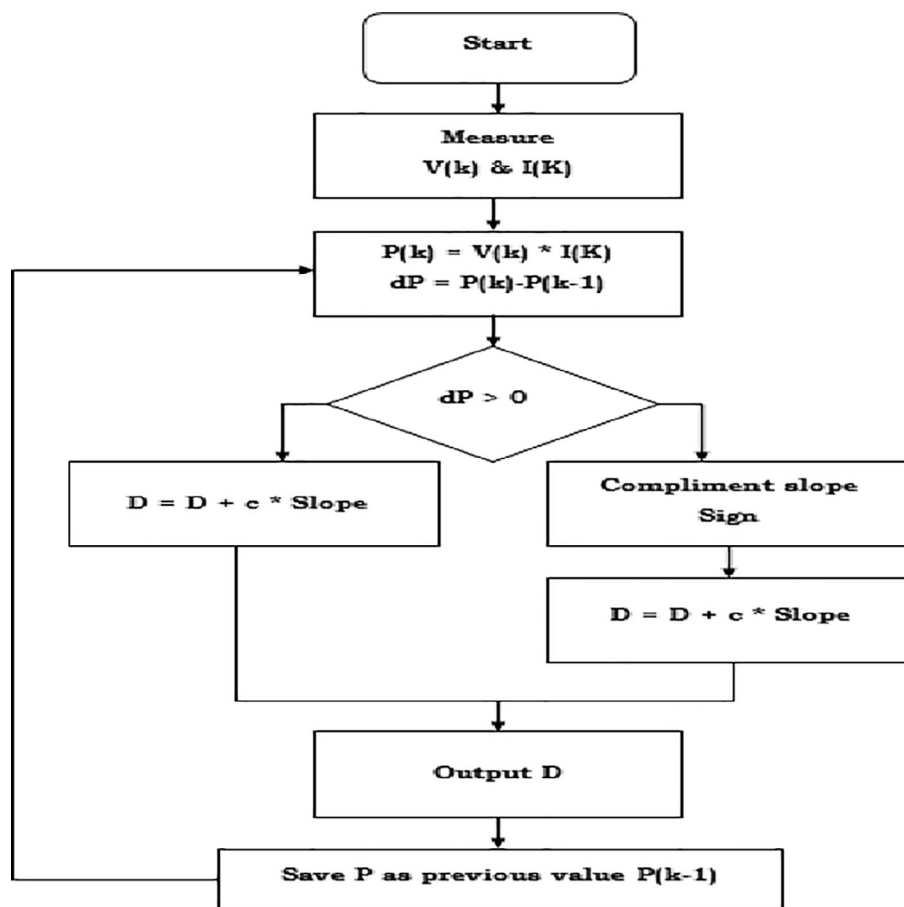 Start
Measure
V(k) & I(K)
P(k) = V(k) * I(K)
dP = P(k)-P(k-1)
dP > 0
D = D + c * Slope
Compliment slope
Sign
D = D + c * Slope
Output D
Save P as previous value P(k-1)